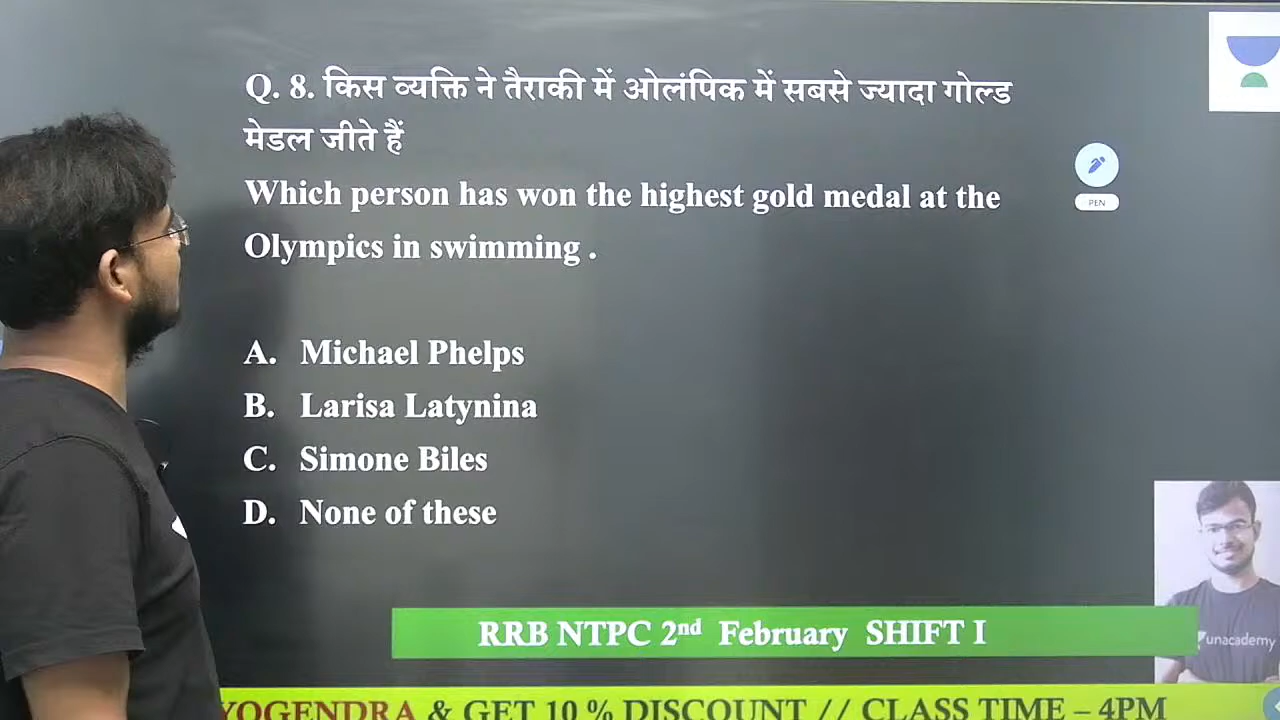 Q. 8. किस व्यक्ति ने तैराकी में ओलंपिक में सबसे ज्यादा गोल्ड
मेडल जीते हैं
Which person has won the highest gold medal at the
Olympics in swimming .
PEN
A. Michael Phelps
B. Larisa Latynina
C. Simone Biles
D. None of these
RRB NTPC 2nd February SHIFT I
unacademy
YOGENDRA & GET 10 % DISCOUNT // CLASS TIME – 4PM